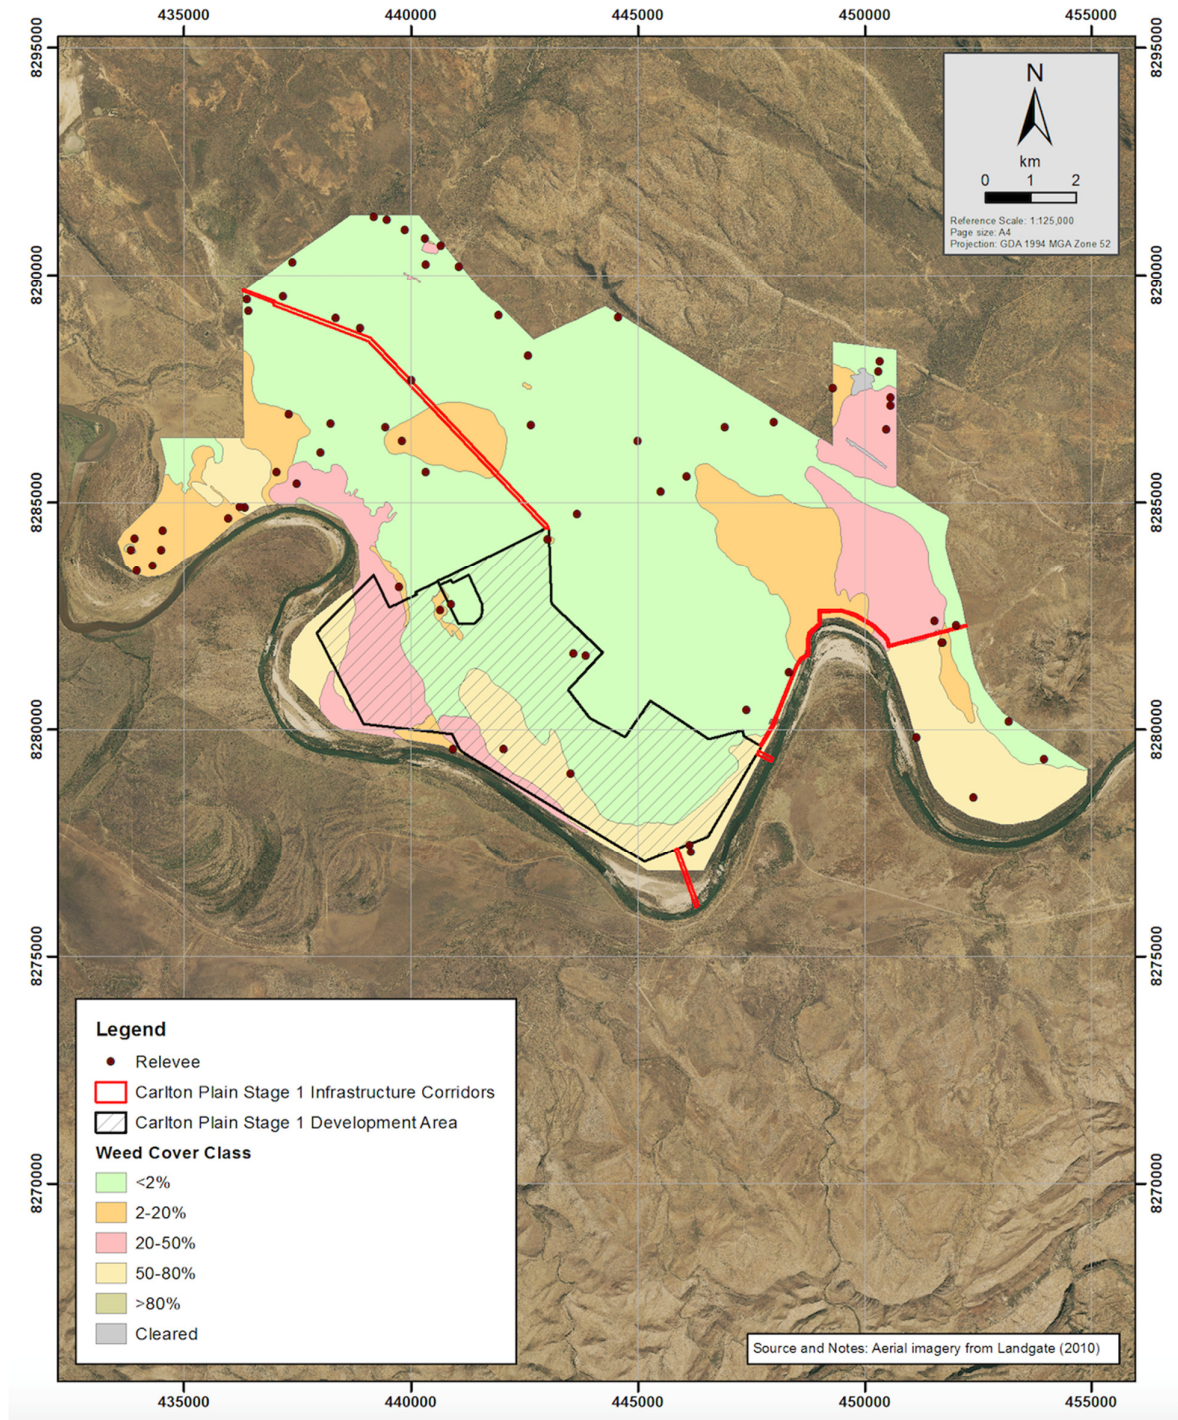 435000 440000 445000 450000 455000
8295000 8295000
N
km
0 1 2
Reference Scale: 1:125,000
Page size: A4
Projection: GDA 1994 MGA Zone 52
8290000 8290000
8285000 8285000
8280000 8280000
8275000 8275000
8270000 8270000
Legend
Relevee
Carlton Plain Stage 1 Infrastructure Corridors
Carlton Plain Stage 1 Development Area
Weed Cover Class
<2%
2-20%
20-50%
50-80%
>80%
Cleared
Source and Notes: Aerial imagery from Landgate (2010)
435000 440000 445000 450000 455000